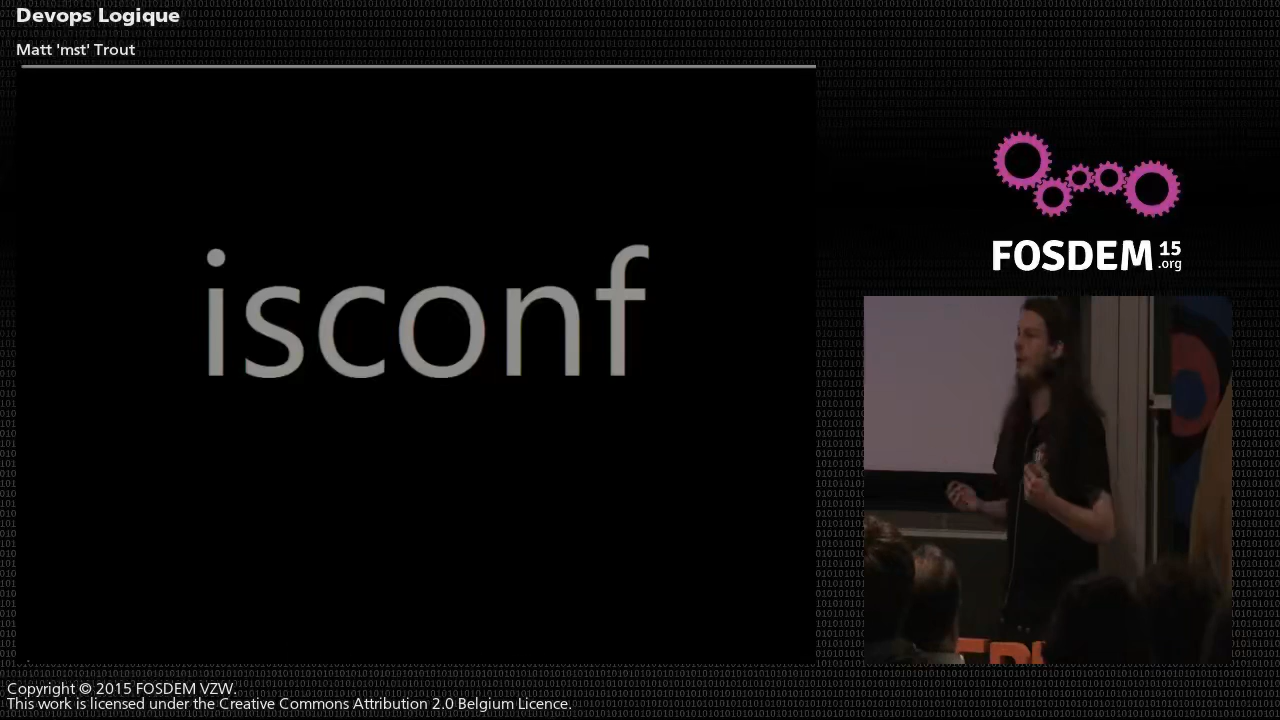 Devops Logique
Matt 'mst' Trout
isconf
FOSDEM 15
.org
Copyright © 2015 FOSDEM VZW.
This work is licensed under the Creative Commons Attribution 2.0 Belgium Licence.